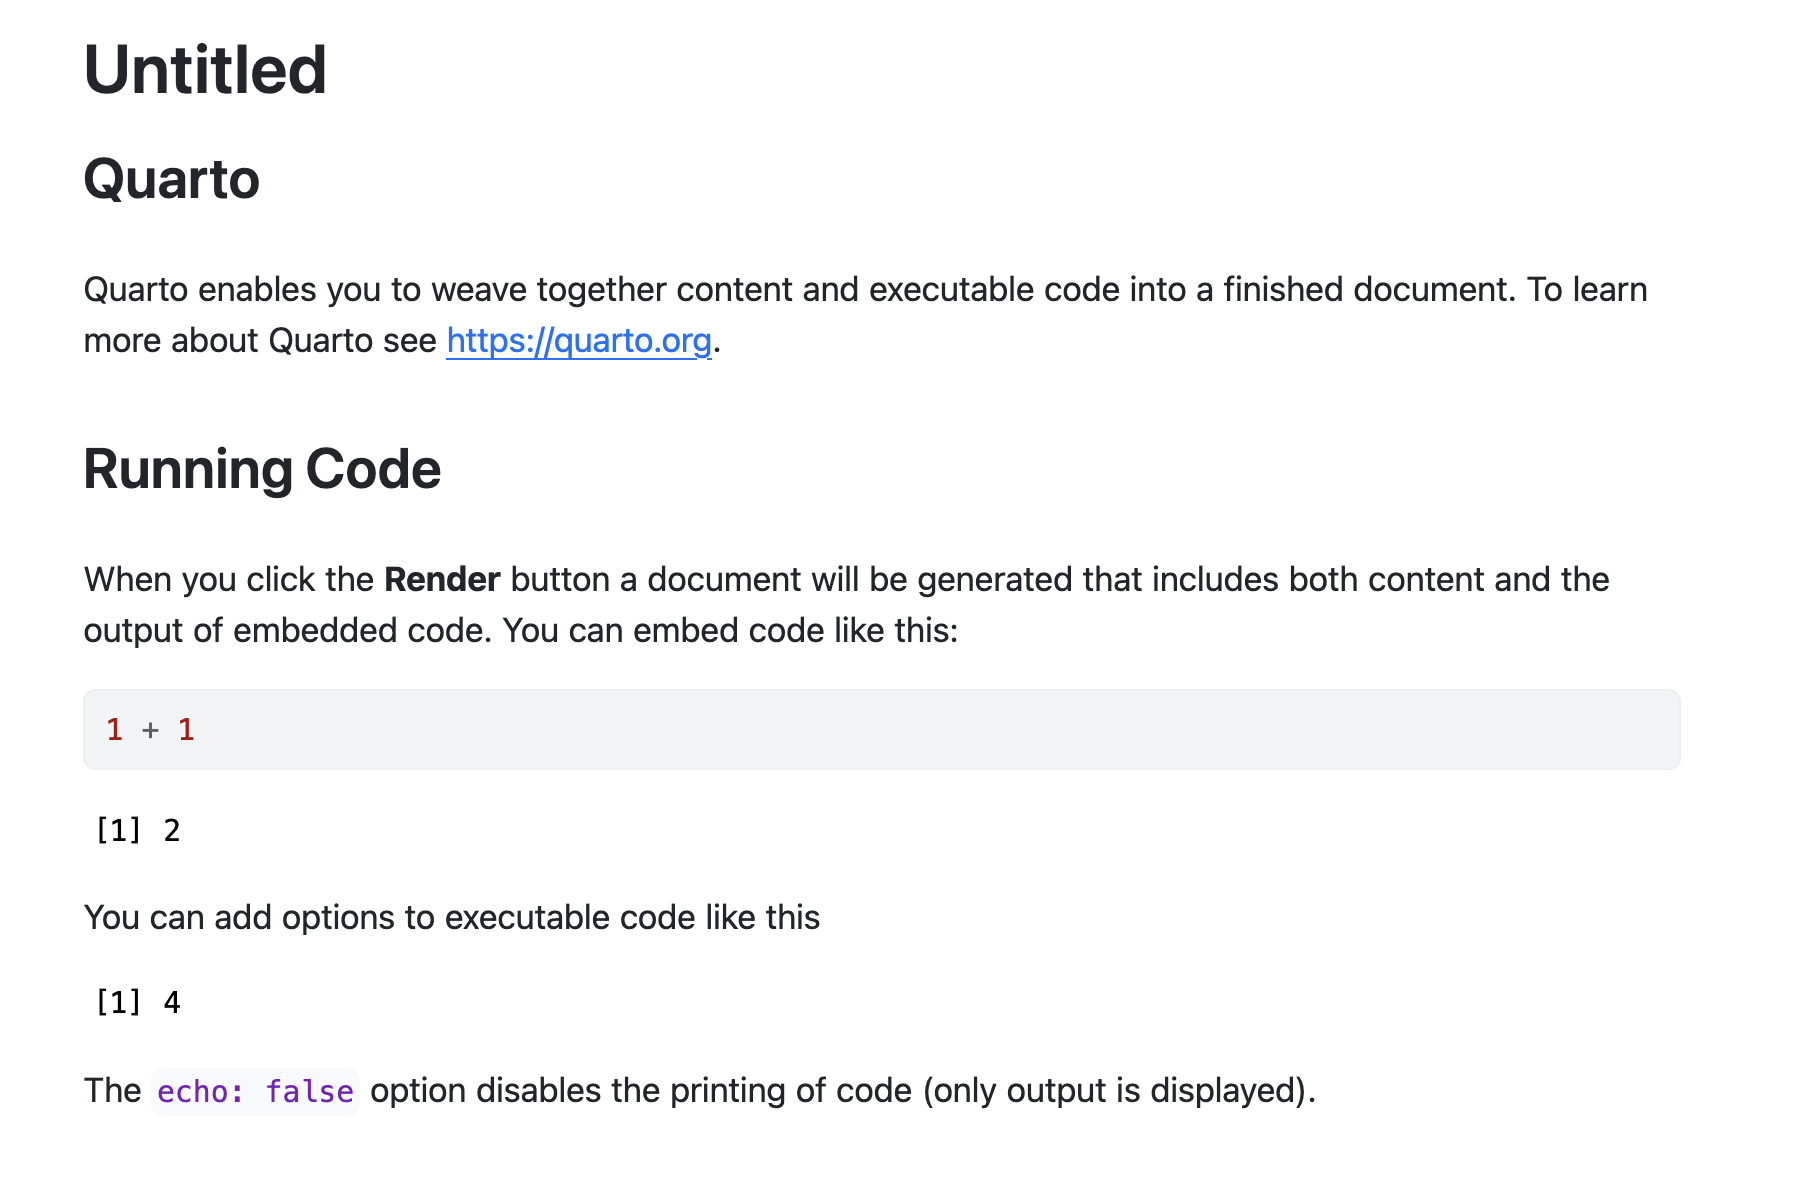 Untitled
Quarto
Quarto enables you to weave together content and executable code into a finished document. To learn
more about Quarto see https://quarto.org.
Running Code
When you click the Render button a document will be generated that includes both content and the
output of embedded code. You can embed code like this:
1 + 1
[1] 2
You can add options to executable code like this
[1] 4
The echo: false option disables the printing of code (only output is displayed).